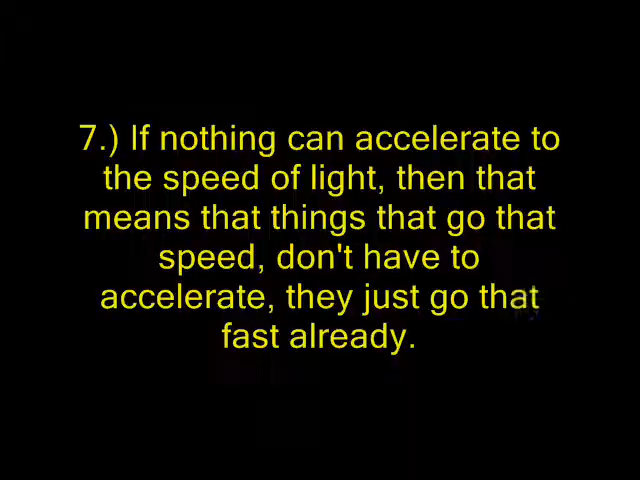 7.) If nothing can accelerate to
the speed of light, then that
means that things that go that
speed, don't have to
accelerate, they just go that
fast already.